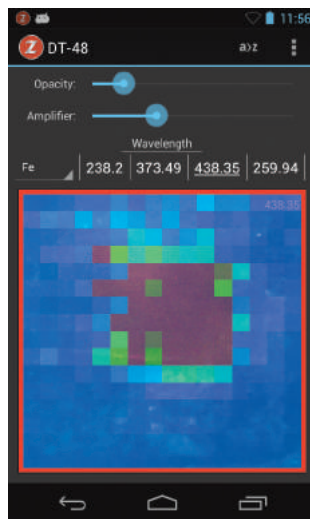 Z 11:56
Z DT-48 a>z
Opacity:
Amplifier:
Wavelength
Fe 238.2 373.49 438.35 259.94
438.35